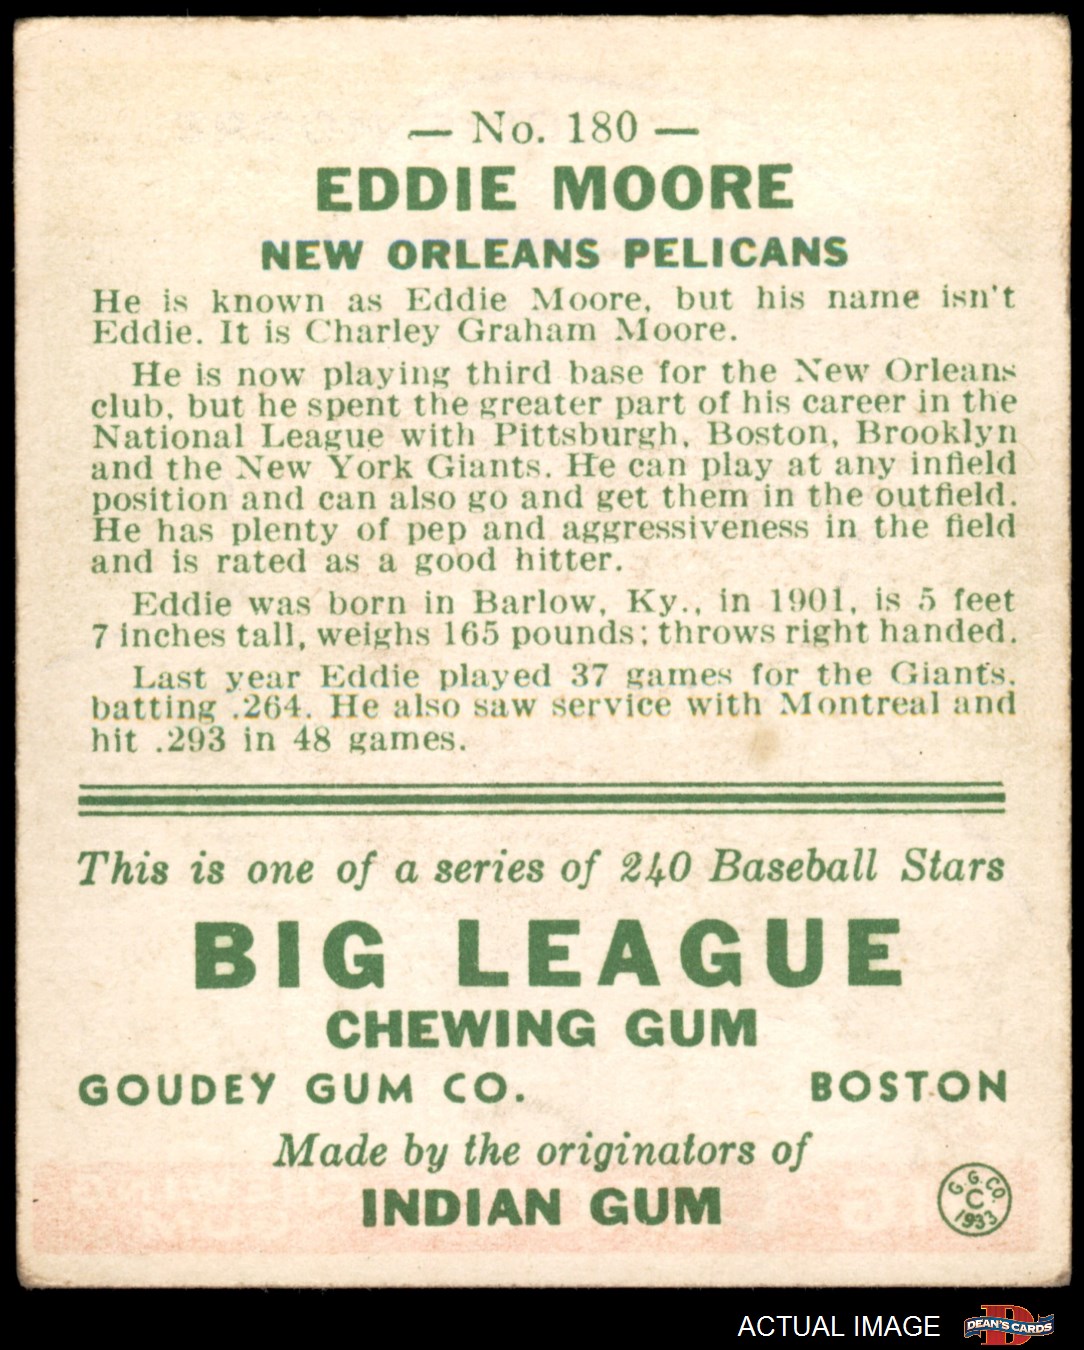 — No. 180 —
EDDIE MOORE
NEW ORLEANS PELICANS
He is known as Eddie Moore, but his name isn't
Eddie. It is Charley Graham Moore.
He is now playing third base for the New Orleans
club, but he spent the greater part of his career in the
National League with Pittsburgh, Boston, Brooklyn
and the New York Giants. He can play at any infield
position and can also go and get them in the outfield.
He has plenty of pep and aggressiveness in the field
and is rated as a good hitter.
Eddie was born in Barlow, Ky., in 1901, is 5 feet
7 inches tall, weighs 165 pounds; throws right handed.
Last year Eddie played 37 games for the Giants,
batting .264. He also saw service with Montreal and
hit .293 in 48 games.
This is one of a series of 240 Baseball Stars
BIG LEAGUE
CHEWING GUM
GOUDEY GUM CO. BOSTON
Made by the originators of
INDIAN GUM
G. G. CO.
C
1933
ACTUAL IMAGE
D
DEAN'S CARDS